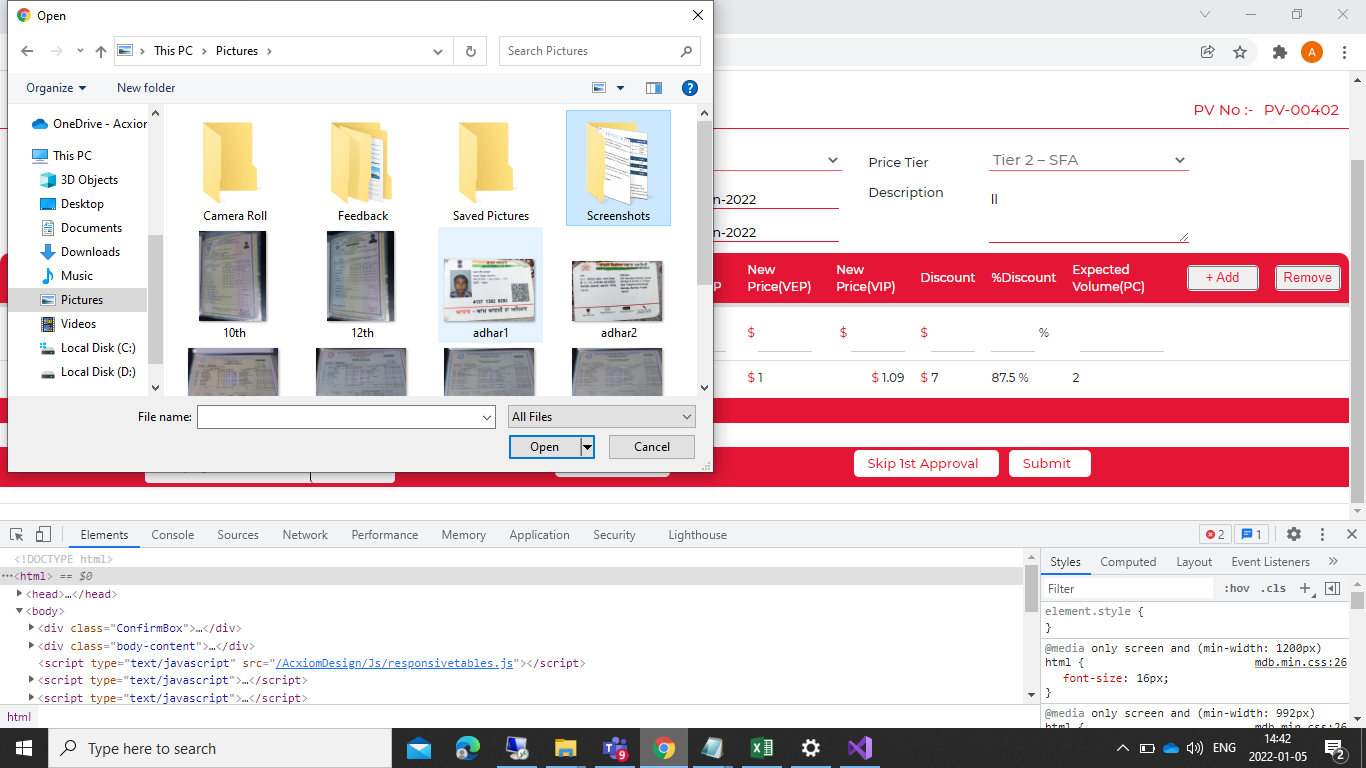 Open
This PC
Pictures
Search Pictures
Organize
New folder
OneDrive - Acxion
This PC
3D Objects
Desktop
Documents
Downloads
Music
Pictures
Videos
Local Disk (C:)
Local Disk (D:)
Camera Roll
Feedback
Saved Pictures
Screenshots
10th
12th
adhar1
adhar2
File name:
All Files
Open
Cancel
A
PV No :- PV-00402
Price Tier
Tier 2 – SFA
Description
ll
n-2022
n-2022
P
New Price(VEP)
New Price(VIP)
Discount
%Discount
Expected Volume(PC)
+ Add
Remove
$ $ $ %
$ 1 $ 1.09 $ 7 87.5 % 2
Skip 1st Approval
Submit
Elements Console Sources Network Performance Memory Application Security Lighthouse
2
1
<!DOCTYPE html>
<html> == $0
<head>…</head>
<body>
<div class="ConfirmBox">…</div>
<div class="body-content">…</div>
<script type="text/javascript" src="/AcxiomDesign/Js/responsivetables.js"></script>
<script type="text/javascript">…</script>
<script type="text/javascript">…</script>
html
Styles Computed Layout Event Listeners
Filter
:hov .cls
element.style {
}
@media only screen and (min-width: 1200px)
html { mdb.min.css:26
font-size: 16px;
}
@media only screen and (min-width: 992px)
html { mdb.min.css:26
Type here to search
9
ENG
14:42
2022-01-05
2